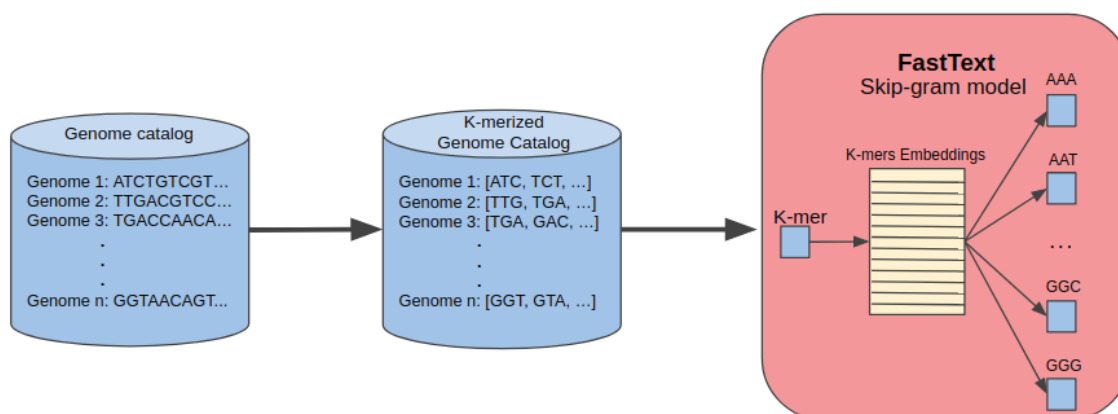 Genome catalog
Genome 1: ATCTGTCGT...
Genome 2: TTGACGTCC...
Genome 3: TGACCAACA...
.
.
.
Genome n: GGTAACAGT...
K-merized
Genome Catalog
Genome 1: [ATC, TCT, ...]
Genome 2: [TTG, TGA, ...]
Genome 3: [TGA, GAC, ...]
.
.
.
Genome n: [GGT, GTA, ...]
FastText
Skip-gram model
K-mer
K-mers Embeddings
AAA
AAT
...
GGC
GGG